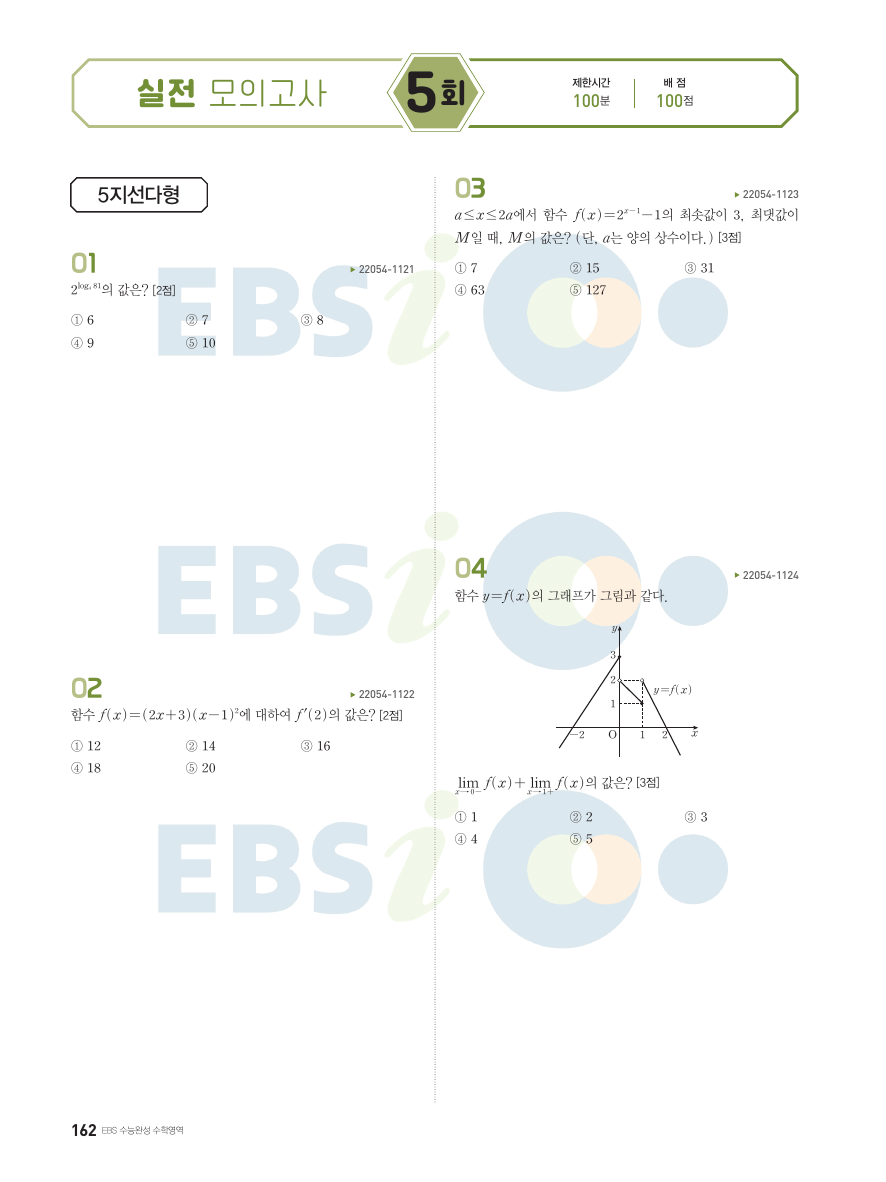 실전 모의고사
5회
제한시간
100분
배 점
100점
5지선다형
01
▶ 22054-1121
2^{log₄ 81}의 값은? [2점]
① 6 ② 7 ③ 8
④ 9 ⑤ 10
02
▶ 22054-1122
함수 f(x)=(2x+3)(x-1)²에 대하여 f′(2)의 값은? [2점]
① 12 ② 14 ③ 16
④ 18 ⑤ 20
03
▶ 22054-1123
a≤x≤2a에서 함수 f(x)=2^{x-1}-1의 최솟값이 3, 최댓값이
M일 때, M의 값은? (단, a는 양의 상수이다.) [3점]
① 7 ② 15 ③ 31
④ 63 ⑤ 127
04
▶ 22054-1124
함수 y=f(x)의 그래프가 그림과 같다.
y
3
2
y=f(x)
1
-2 O 1 2 x
lim_{x→0-} f(x)+lim_{x→1+} f(x)의 값은? [3점]
① 1 ② 2 ③ 3
④ 4 ⑤ 5
EBSi
EBSi
EBSi
162 EBS 수능완성 수학영역